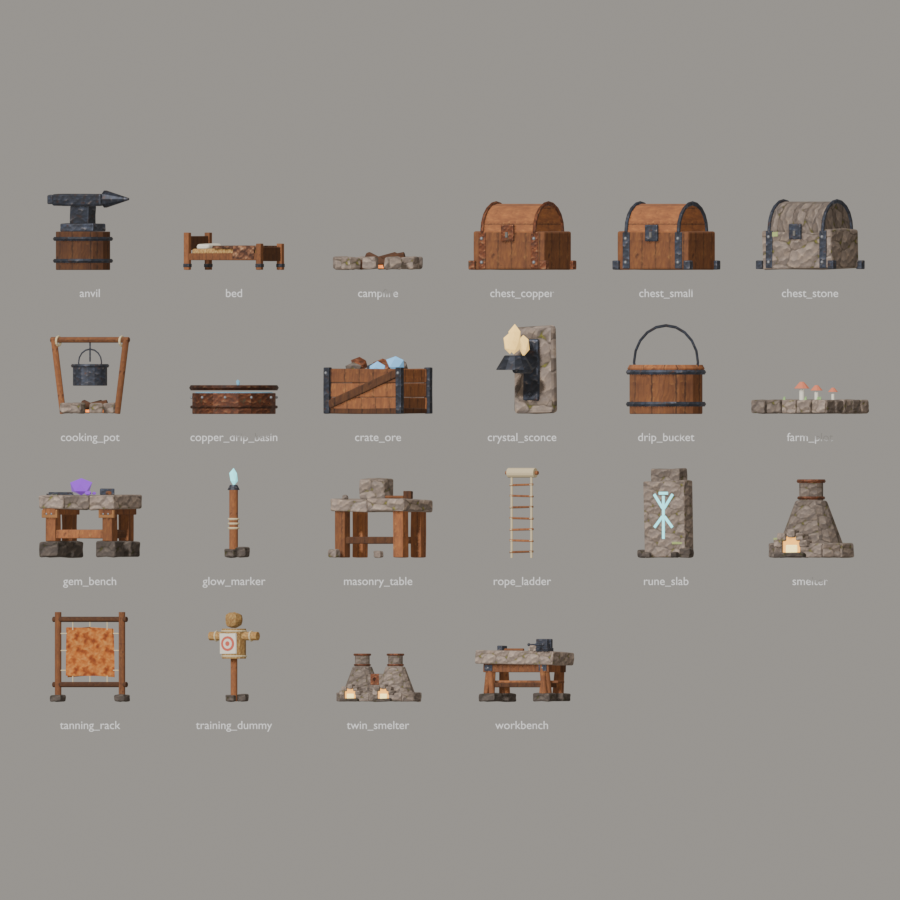 anvil
bed
chest_copper
chest_small
chest_stone
cooking_pot
copper_drip_basin
crate_ore
crystal_sconce
drip_bucket
gem_bench
glow_marker
masonry_table
rope_ladder
rune_slab
smelter
tanning_rack
training_dummy
twin_smelter
workbench